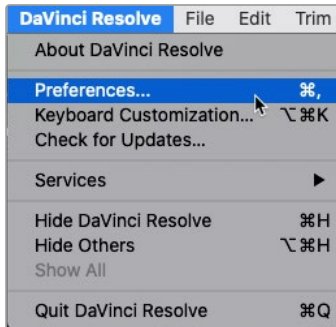 DaVinci Resolve File Edit Trim
About DaVinci Resolve
Preferences... ⌘,
Keyboard Customization... ⌥⌘K
Check for Updates...
Services ▶
Hide DaVinci Resolve ⌘H
Hide Others ⌥⌘H
Show All
Quit DaVinci Resolve ⌘Q